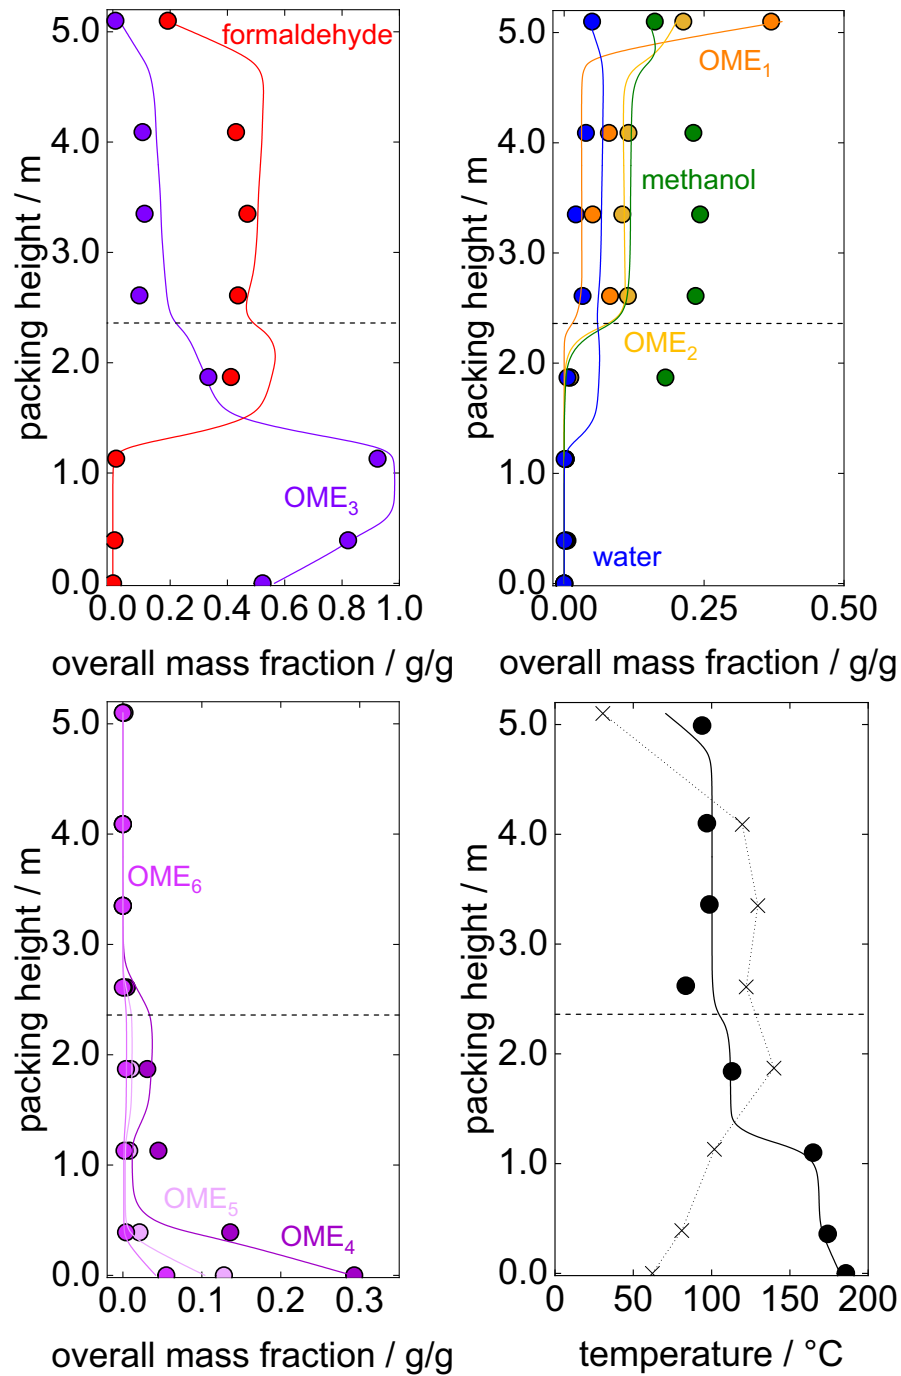 5.0
4.0
3.0
2.0
1.0
0.0
packing height / m
formaldehyde
OME₃
0.0 0.2 0.4 0.6 0.8 1.0
overall mass fraction / g/g
5.0
4.0
3.0
2.0
1.0
0.0
packing height / m
OME₁
methanol
OME₂
water
0.00 0.25 0.50
overall mass fraction / g/g
5.0
4.0
3.0
2.0
1.0
0.0
packing height / m
OME₆
OME₅
OME₄
0.0 0.1 0.2 0.3
overall mass fraction / g/g
5.0
4.0
3.0
2.0
1.0
0.0
packing height / m
0 50 100 150 200
temperature / °C